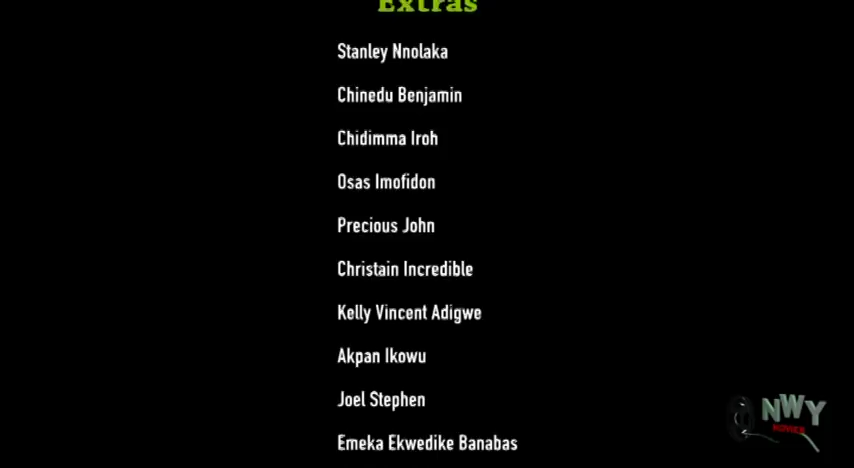 Extras
Stanley Nnolaka
Chinedu Benjamin
Chidimma Iroh
Osas Imofidon
Precious John
Christain Incredible
Kelly Vincent Adigwe
Akpan Ikowu
Joel Stephen
Emeka Ekwedike Banabas
NWY
MOVIES